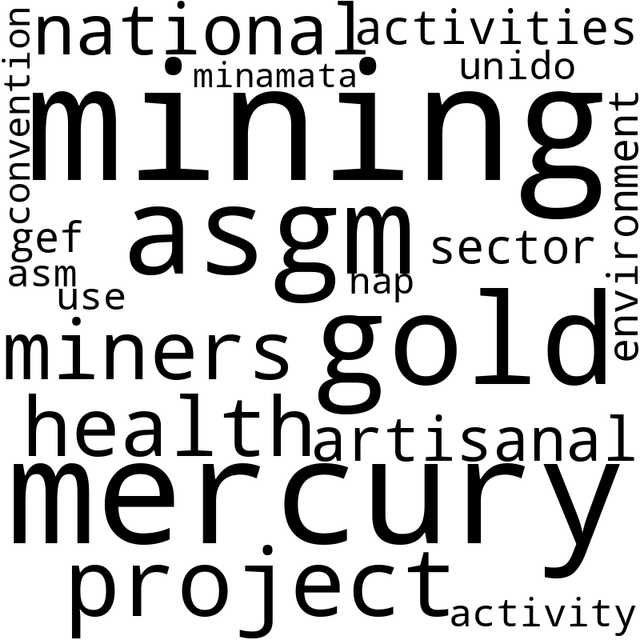 national
activities
minamata
unido
convention
mining
environment
asgm
gef
sector
asm
nap
use
gold
miners
health
artisanal
mercury
project
activity